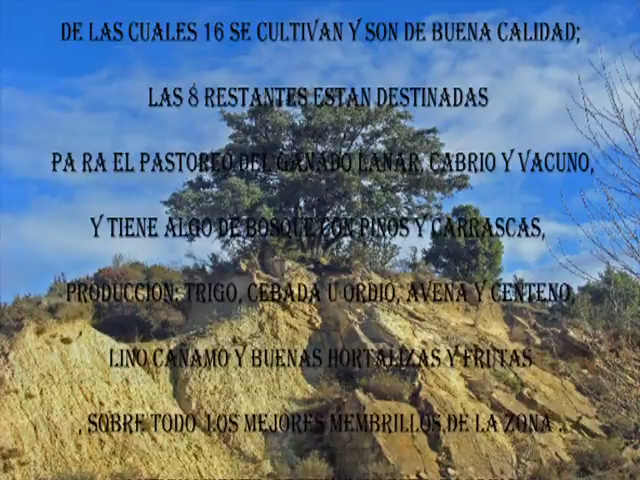 DE LAS CUALES 16 SE CULTIVAN Y SON DE BUENA CALIDAD;
LAS 8 RESTANTES ESTAN DESTINADAS
PA RA EL PASTOREO DEL GANADO LANAR, CABRIO Y VACUNO,
Y TIENE ALGO DE BOSQUE CON PINOS Y CARRASCAS,
PRODUCCION: TRIGO, CEBADA U ORDIO, AVENA Y CENTENO,
LINO CAÑAMO Y BUENAS HORTALIZAS Y FRUTAS
, SOBRE TODO LOS MEJORES MEMBRILLOS,DE LA ZONA .